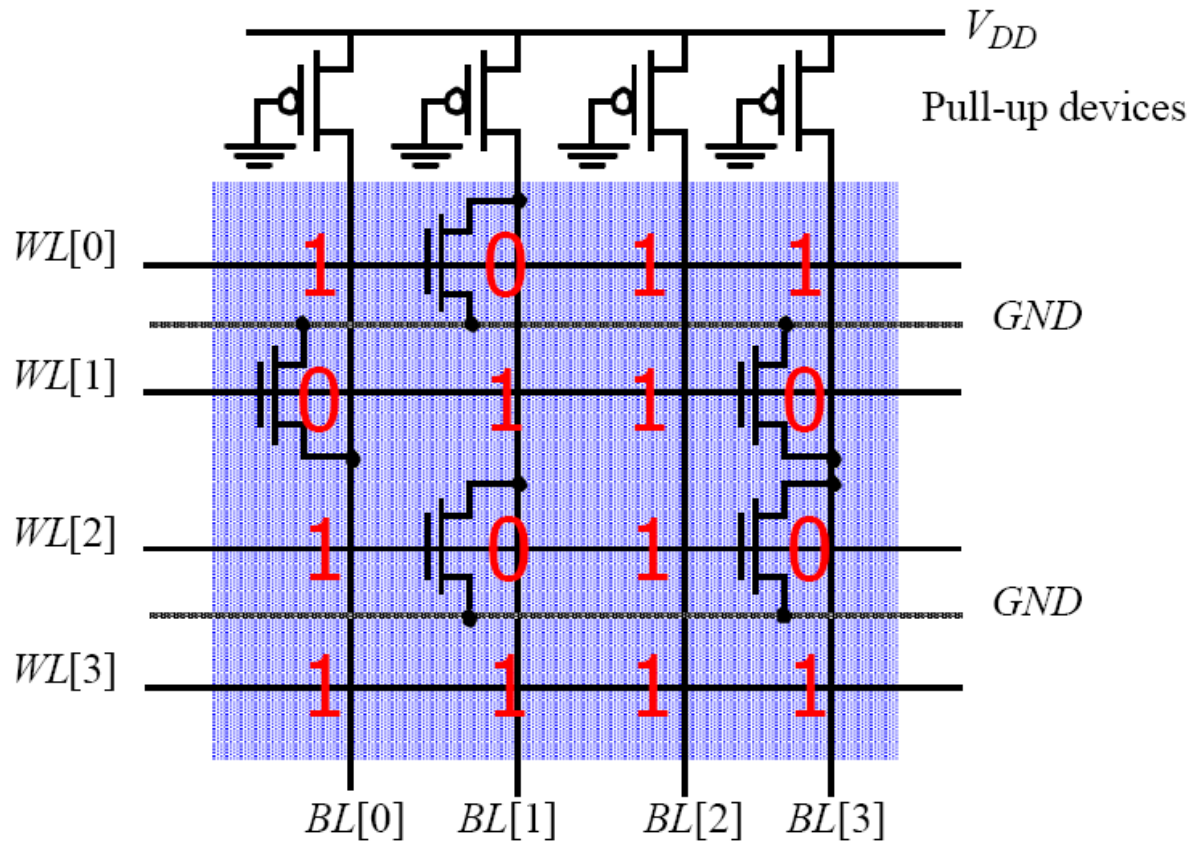 V_DD
Pull-up devices
WL[0] 1 0 1 1
GND
WL[1] 0 1 1 0
WL[2] 1 0 1 0
GND
WL[3] 1 1 1 1
BL[0] BL[1] BL[2] BL[3]